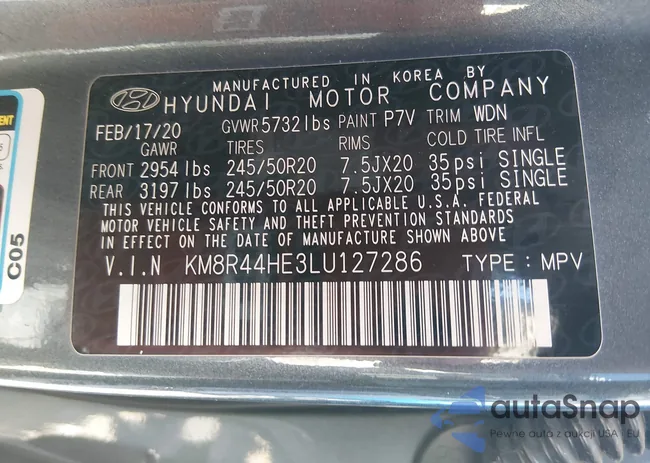 MANUFACTURED IN KOREA BY
HYUNDAI MOTOR COMPANY
FEB/17/20 GVWR 5732 lbs PAINT P7V TRIM WDN
GAWR TIRES RIMS COLD TIRE INFL
FRONT 2954 lbs 245/50R20 7.5JX20 35psi SINGLE
REAR 3197 lbs 245/50R20 7.5JX20 35psi SINGLE
THIS VEHICLE CONFORMS TO ALL APPLICABLE U.S.A. FEDERAL
MOTOR VEHICLE SAFETY AND THEFT PREVENTION STANDARDS
IN EFFECT ON THE DATE OF MANUFACTURE SHOWN ABOVE.
V.I.N KM8R44HE3LU127286 TYPE : MPV
C05
autaSnap
Pewne auta z aukcji USA i EU